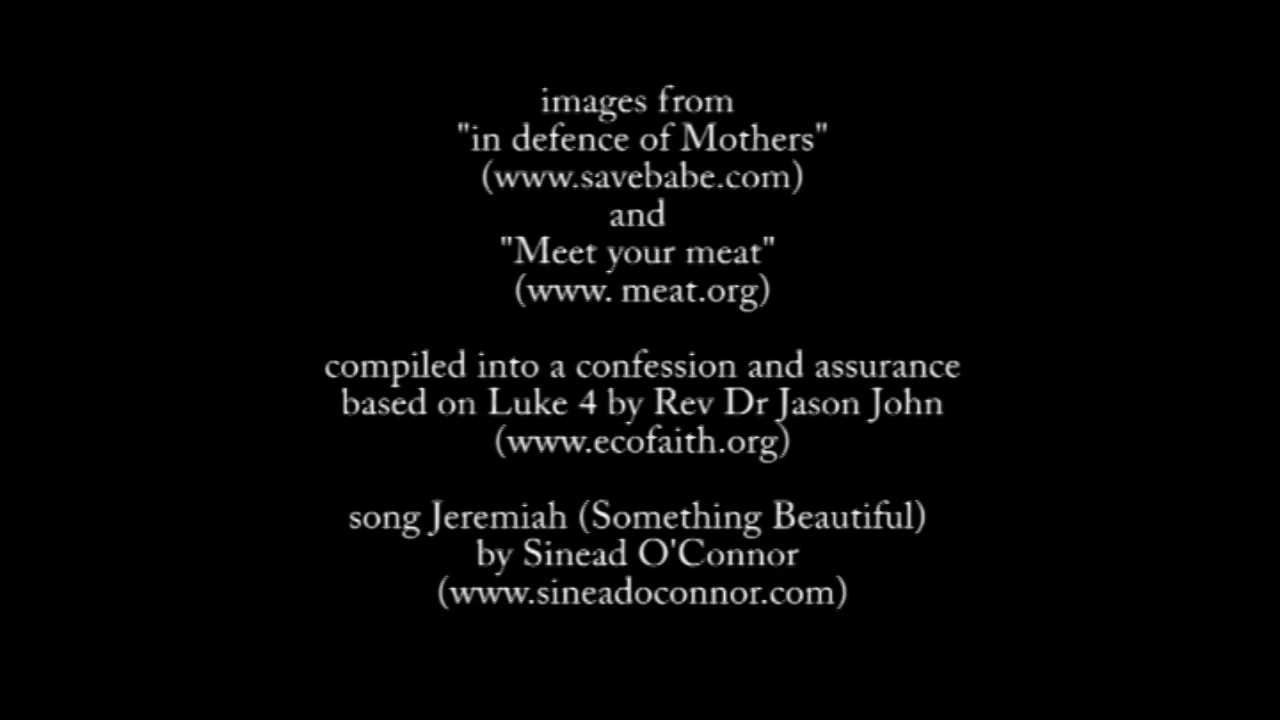 images from
"in defence of Mothers"
(www.savebabe.com)
and
"Meet your meat"
(www. meat.org)
compiled into a confession and assurance
based on Luke 4 by Rev Dr Jason John
(www.ecofaith.org)
song Jeremiah (Something Beautiful)
by Sinead O'Connor
(www.sineadoconnor.com)